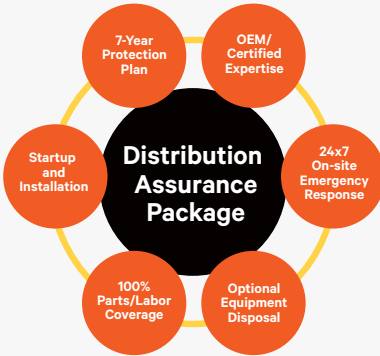 7-Year
Protection
Plan
OEM/
Certified
Expertise
Startup
and
Installation
Distribution
Assurance
Package
24x7
On-site
Emergency
Response
100%
Parts/Labor
Coverage
Optional
Equipment
Disposal